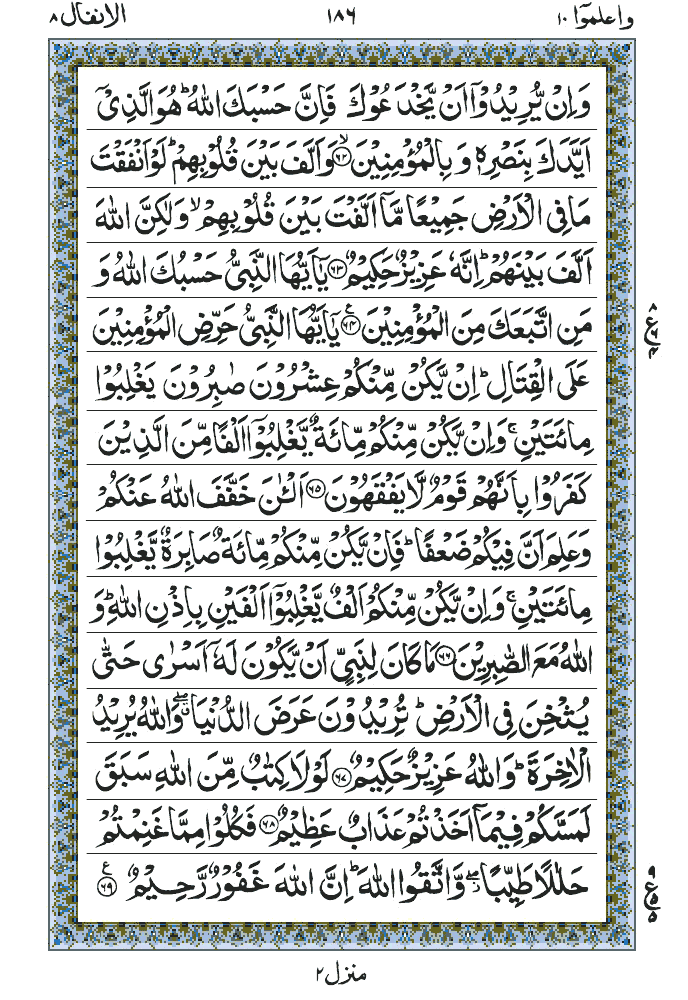 واعلموٓا ١٠ ١٨٦ الانفال ٨
وَاِنْ يُّرِيْدُوْۤا اَنْ يَّخْدَعُوْكَ فَاِنَّ حَسْبَكَ اللّٰهُ ؕ هُوَ الَّذِىْۤ
اَيَّدَكَ بِنَصْرِهٖ وَ بِالْمُؤْمِنِيْنَ ۙ‏﴿۶۲﴾ وَاَلَّفَ بَيْنَ قُلُوْبِهِمْ ؕ لَوْ اَنْفَقْتَ
مَا فِى الْاَرْضِ جَمِيْعًا مَّاۤ اَلَّفْتَ بَيْنَ قُلُوْبِهِمْ ۙ وَلٰكِنَّ اللّٰهَ
اَلَّفَ بَيْنَهُمْ ؕ اِنَّهٗ عَزِيْزٌ حَكِيْمٌ ﴿۶۳﴾ يٰۤاَيُّهَا النَّبِىُّ حَسْبُكَ اللّٰهُ وَ
مَنِ اتَّبَعَكَ مِنَ الْمُؤْمِنِيْنَ ﴿۶۴﴾ ع يٰۤاَيُّهَا النَّبِىُّ حَرِّضِ الْمُؤْمِنِيْنَ
عَلَى الْقِتَالِ ؕ اِنْ يَّكُنْ مِّنْكُمْ عِشْرُوْنَ صٰبِرُوْنَ يَغْلِبُوْا
مِائَتَيْنِ ۚ وَاِنْ يَّكُنْ مِّنْكُمْ مِّائَةٌ يَّغْلِبُوْۤا اَلْفًا مِّنَ الَّذِيْنَ
كَفَرُوْا بِاَنَّهُمْ قَوْمٌ لَّا يَفْقَهُوْنَ ﴿۶۵﴾ اَلْـٰٔنَ خَفَّفَ اللّٰهُ عَنْكُمْ
وَعَلِمَ اَنَّ فِيْكُمْ ضَعْفًا ؕ فَاِنْ يَّكُنْ مِّنْكُمْ مِّائَةٌ صَابِرَةٌ يَّغْلِبُوْا
مِائَتَيْنِ ۚ وَاِنْ يَّكُنْ مِّنْكُمْ اَلْفٌ يَّغْلِبُوْۤا اَلْفَيْنِ بِاِذْنِ اللّٰهِ ؕ وَ
اللّٰهُ مَعَ الصّٰبِرِيْنَ ﴿۶۶﴾ مَا كَانَ لِنَبِىٍّ اَنْ يَّكُوْنَ لَهٗۤ اَسْرٰى حَتّٰى
يُثْخِنَ فِى الْاَرْضِ ؕ تُرِيْدُوْنَ عَرَضَ الدُّنْيَا ۖ وَاللّٰهُ يُرِيْدُ
الْاٰخِرَةَ ؕ وَاللّٰهُ عَزِيْزٌ حَكِيْمٌ ﴿۶۷﴾ لَوْلَا كِتٰبٌ مِّنَ اللّٰهِ سَبَقَ
لَمَسَّكُمْ فِيْمَاۤ اَخَذْتُمْ عَذَابٌ عَظِيْمٌ ﴿۶۸﴾ فَكُلُوْا مِمَّا غَنِمْتُمْ
حَلٰلًا طَيِّبًا ۖ وَّاتَّقُوا اللّٰهَ ؕ اِنَّ اللّٰهَ غَفُوْرٌ رَّحِيْمٌ ﴿۶۹﴾ ع
منزل ٢